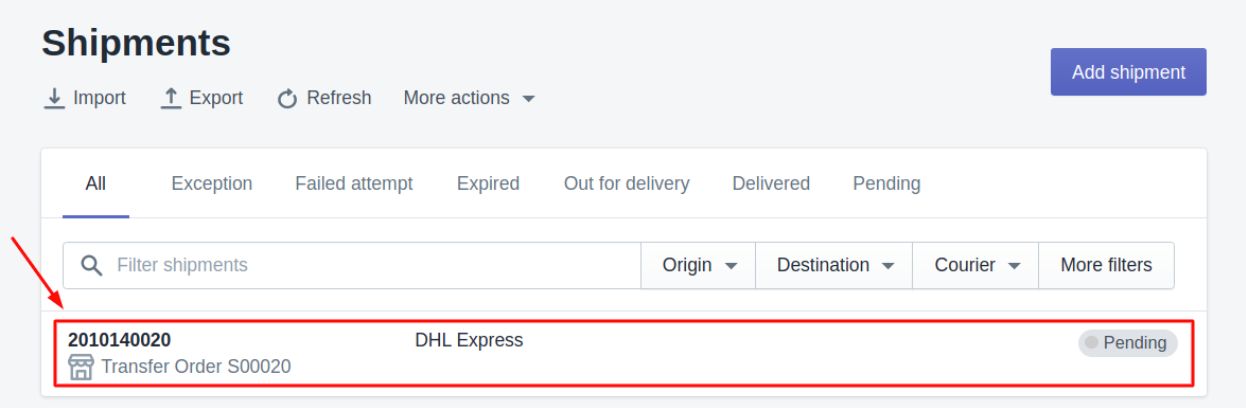 Shipments
Add shipment
Import Export Refresh More actions
All Exception Failed attempt Expired Out for delivery Delivered Pending
Filter shipments Origin Destination Courier More filters
2010140020 DHL Express Pending
Transfer Order S00020